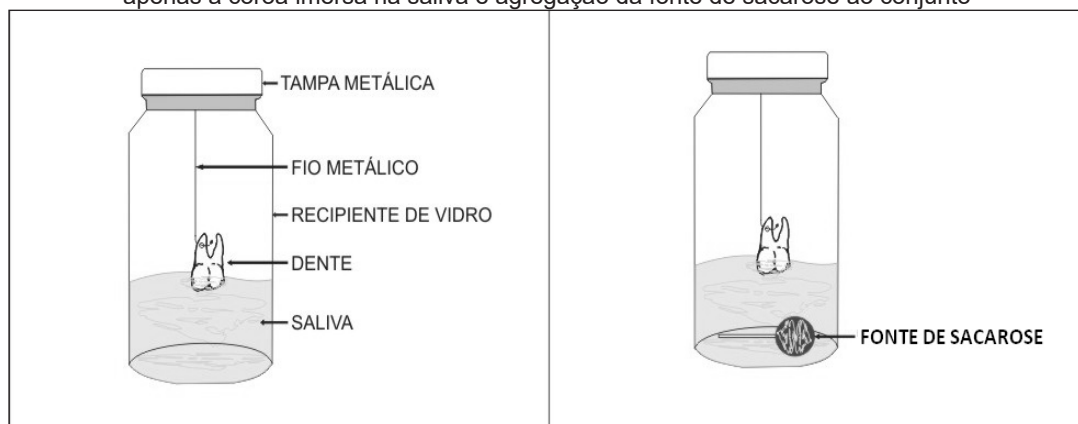 apenas a coroa imersa na saliva e agregação da fonte de sacarose ao conjunto
TAMPA METÁLICA
FIO METÁLICO
RECIPIENTE DE VIDRO
DENTE
SALIVA
FONTE DE SACAROSE